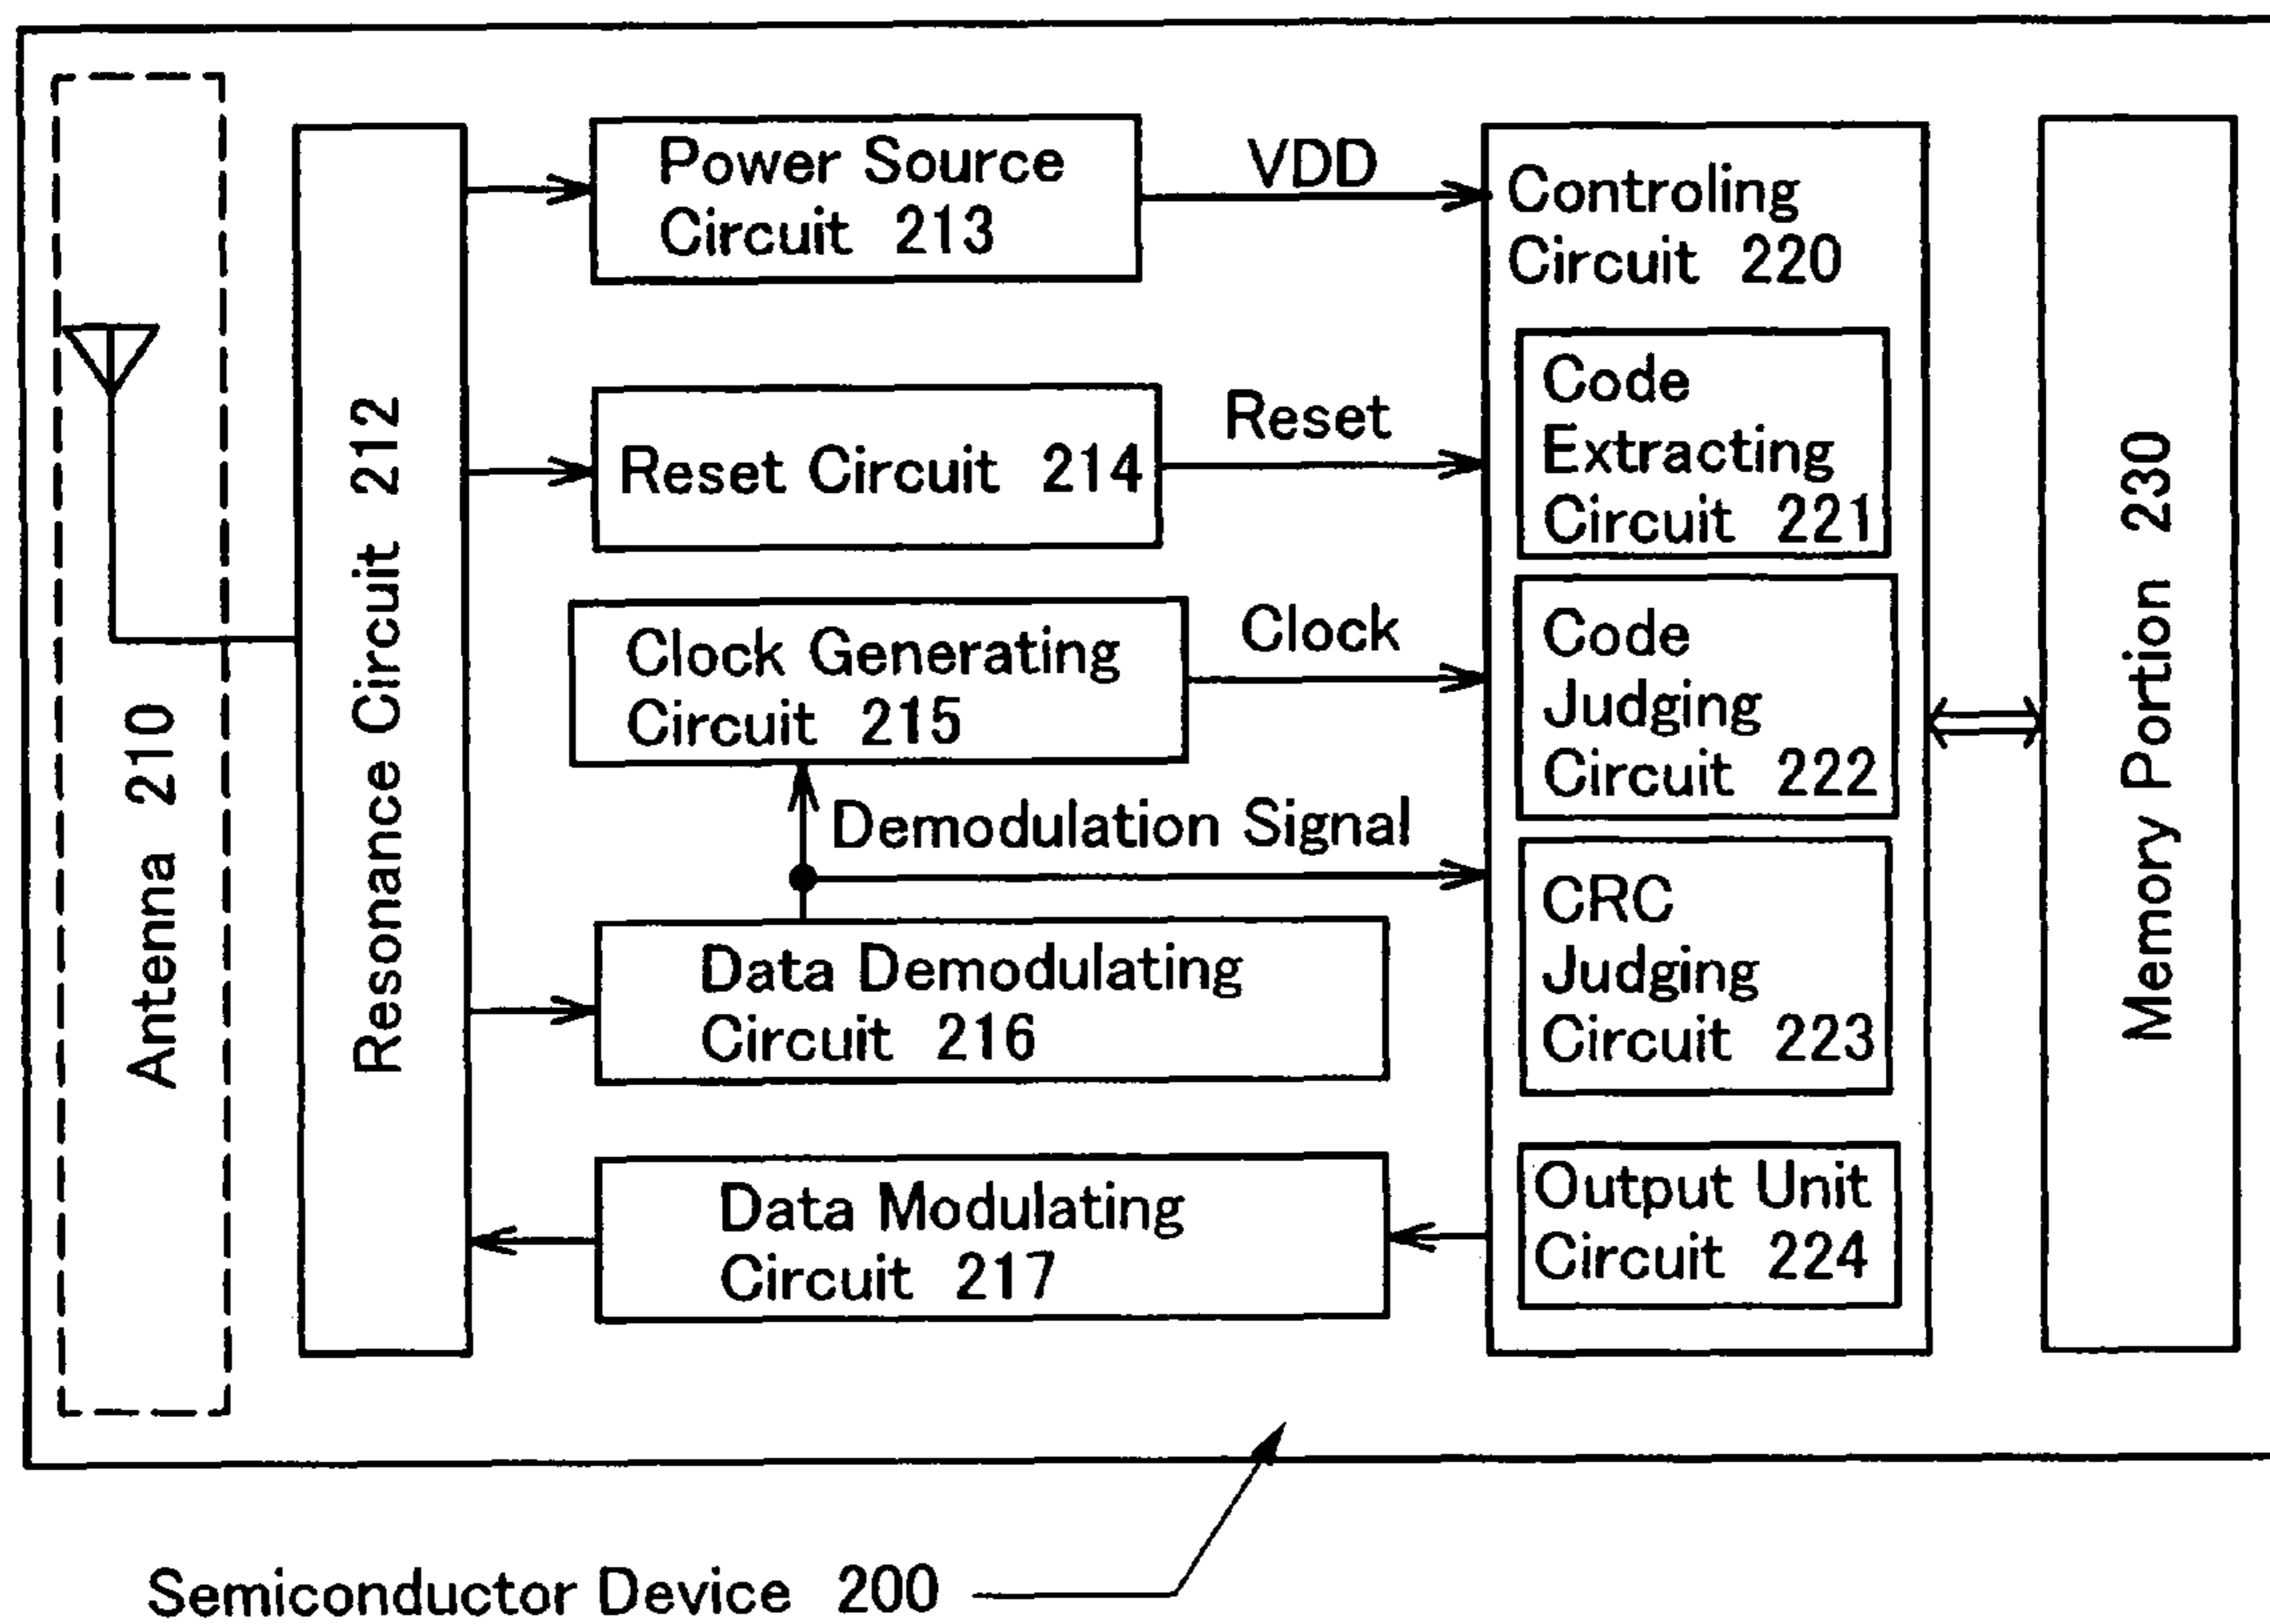 Antenna 210
Resonance Circuit 212
Power Source
Circuit 213
VDD
Reset Circuit 214
Reset
Clock Generating
Circuit 215
Clock
Demodulation Signal
Data Demodulating
Circuit 216
Data Modulating
Circuit 217
Controling
Circuit 220
Code
Extracting
Circuit 221
Code
Judging
Circuit 222
CRC
Judging
Circuit 223
Output Unit
Circuit 224
Memory Portion 230
Semiconductor Device 200